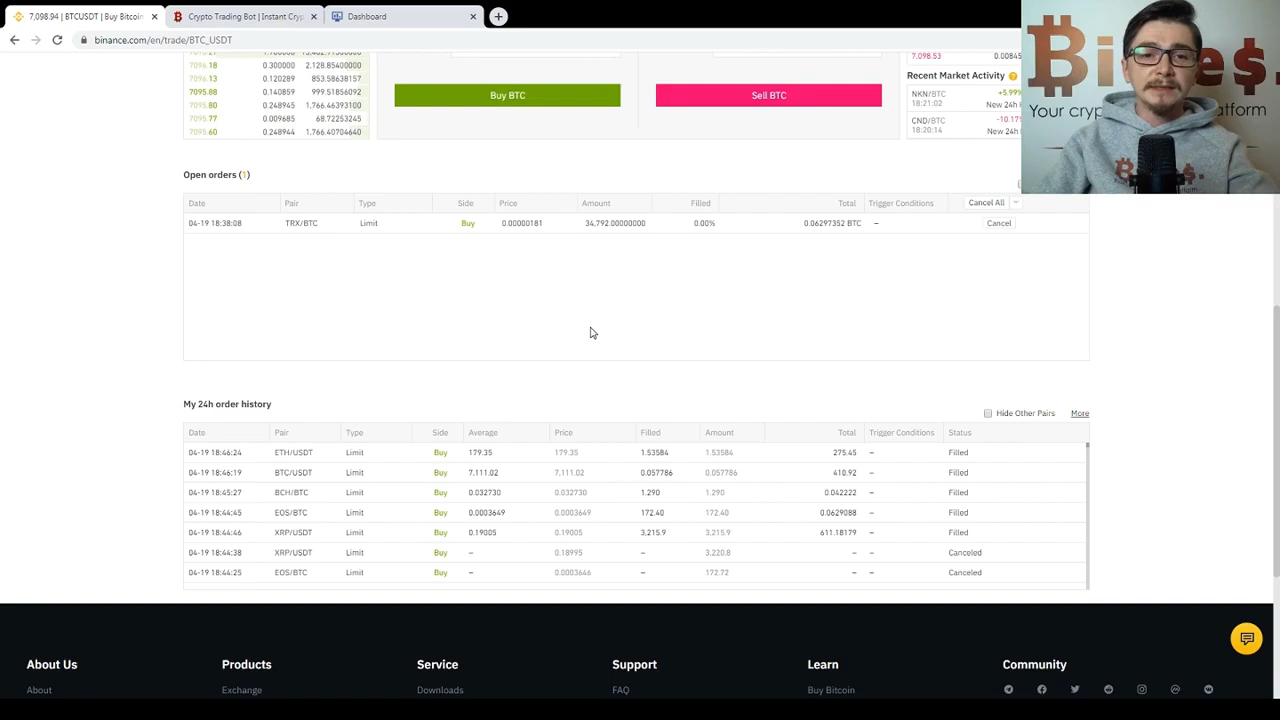 7,098.94 | BTCUSDT | Buy Bitcoin
Crypto Trading Bot | Instant Cryp
Dashboard
binance.com/en/trade/BTC_USDT
7096.18 0.300000 2,128.85400000
7096.13 0.120289 853.58638157
7095.88 0.140859 999.51856092
7095.80 0.248945 1,766.46393100
7095.77 0.009685 68.72253245
7095.60 0.248944 1,766.40704640
Buy BTC
Sell BTC
7,098.53 0.00845
Recent Market Activity
NKN/BTC +5.99%
18:21:02 New 24h
CND/BTC -10.17%
18:20:14 New 24h
Your cryp platform
Open orders (1)
Date Pair Type Side Price Amount Filled Total Trigger Conditions Cancel All
04-19 18:38:08 TRX/BTC Limit Buy 0.00000181 34,792.00000000 0.00% 0.06297352 BTC – Cancel
My 24h order history
Hide Other Pairs More
Date Pair Type Side Average Price Filled Amount Total Trigger Conditions Status
04-19 18:46:24 ETH/USDT Limit Buy 179.35 179.35 1.53584 1.53584 275.45 – Filled
04-19 18:46:19 BTC/USDT Limit Buy 7,111.02 7,111.02 0.057786 0.057786 410.92 – Filled
04-19 18:45:27 BCH/BTC Limit Buy 0.032730 0.032730 1.290 1.290 0.042222 – Filled
04-19 18:44:45 EOS/BTC Limit Buy 0.0003649 0.0003649 172.40 172.40 0.0629088 – Filled
04-19 18:44:46 XRP/USDT Limit Buy 0.19005 0.19005 3,215.9 3,215.9 611.18179 – Filled
04-19 18:44:38 XRP/USDT Limit Buy – 0.18995 – 3,220.8 – – Canceled
04-19 18:44:25 EOS/BTC Limit Buy – 0.0003646 – 172.72 – – Canceled
About Us Products Service Support Learn Community
About Exchange Downloads FAQ Buy Bitcoin